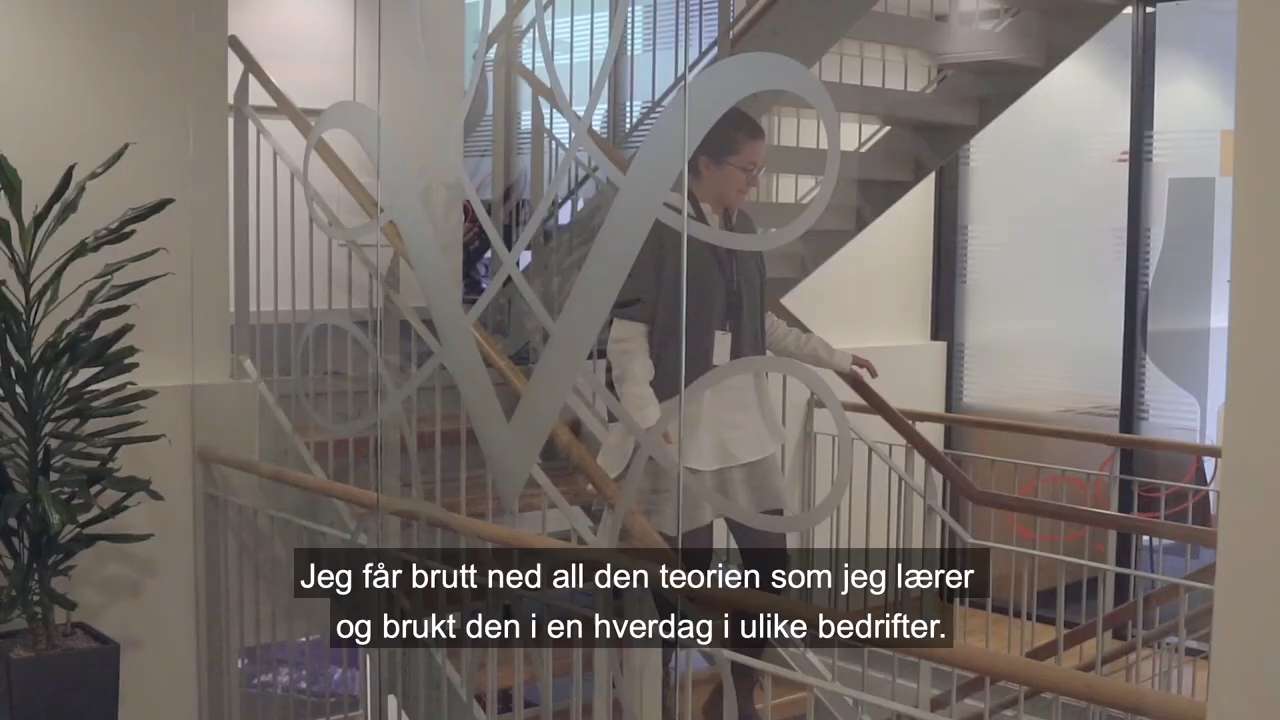 Jeg får brutt ned all den teorien som jeg lærer
og brukt den i en hverdag i ulike bedrifter.